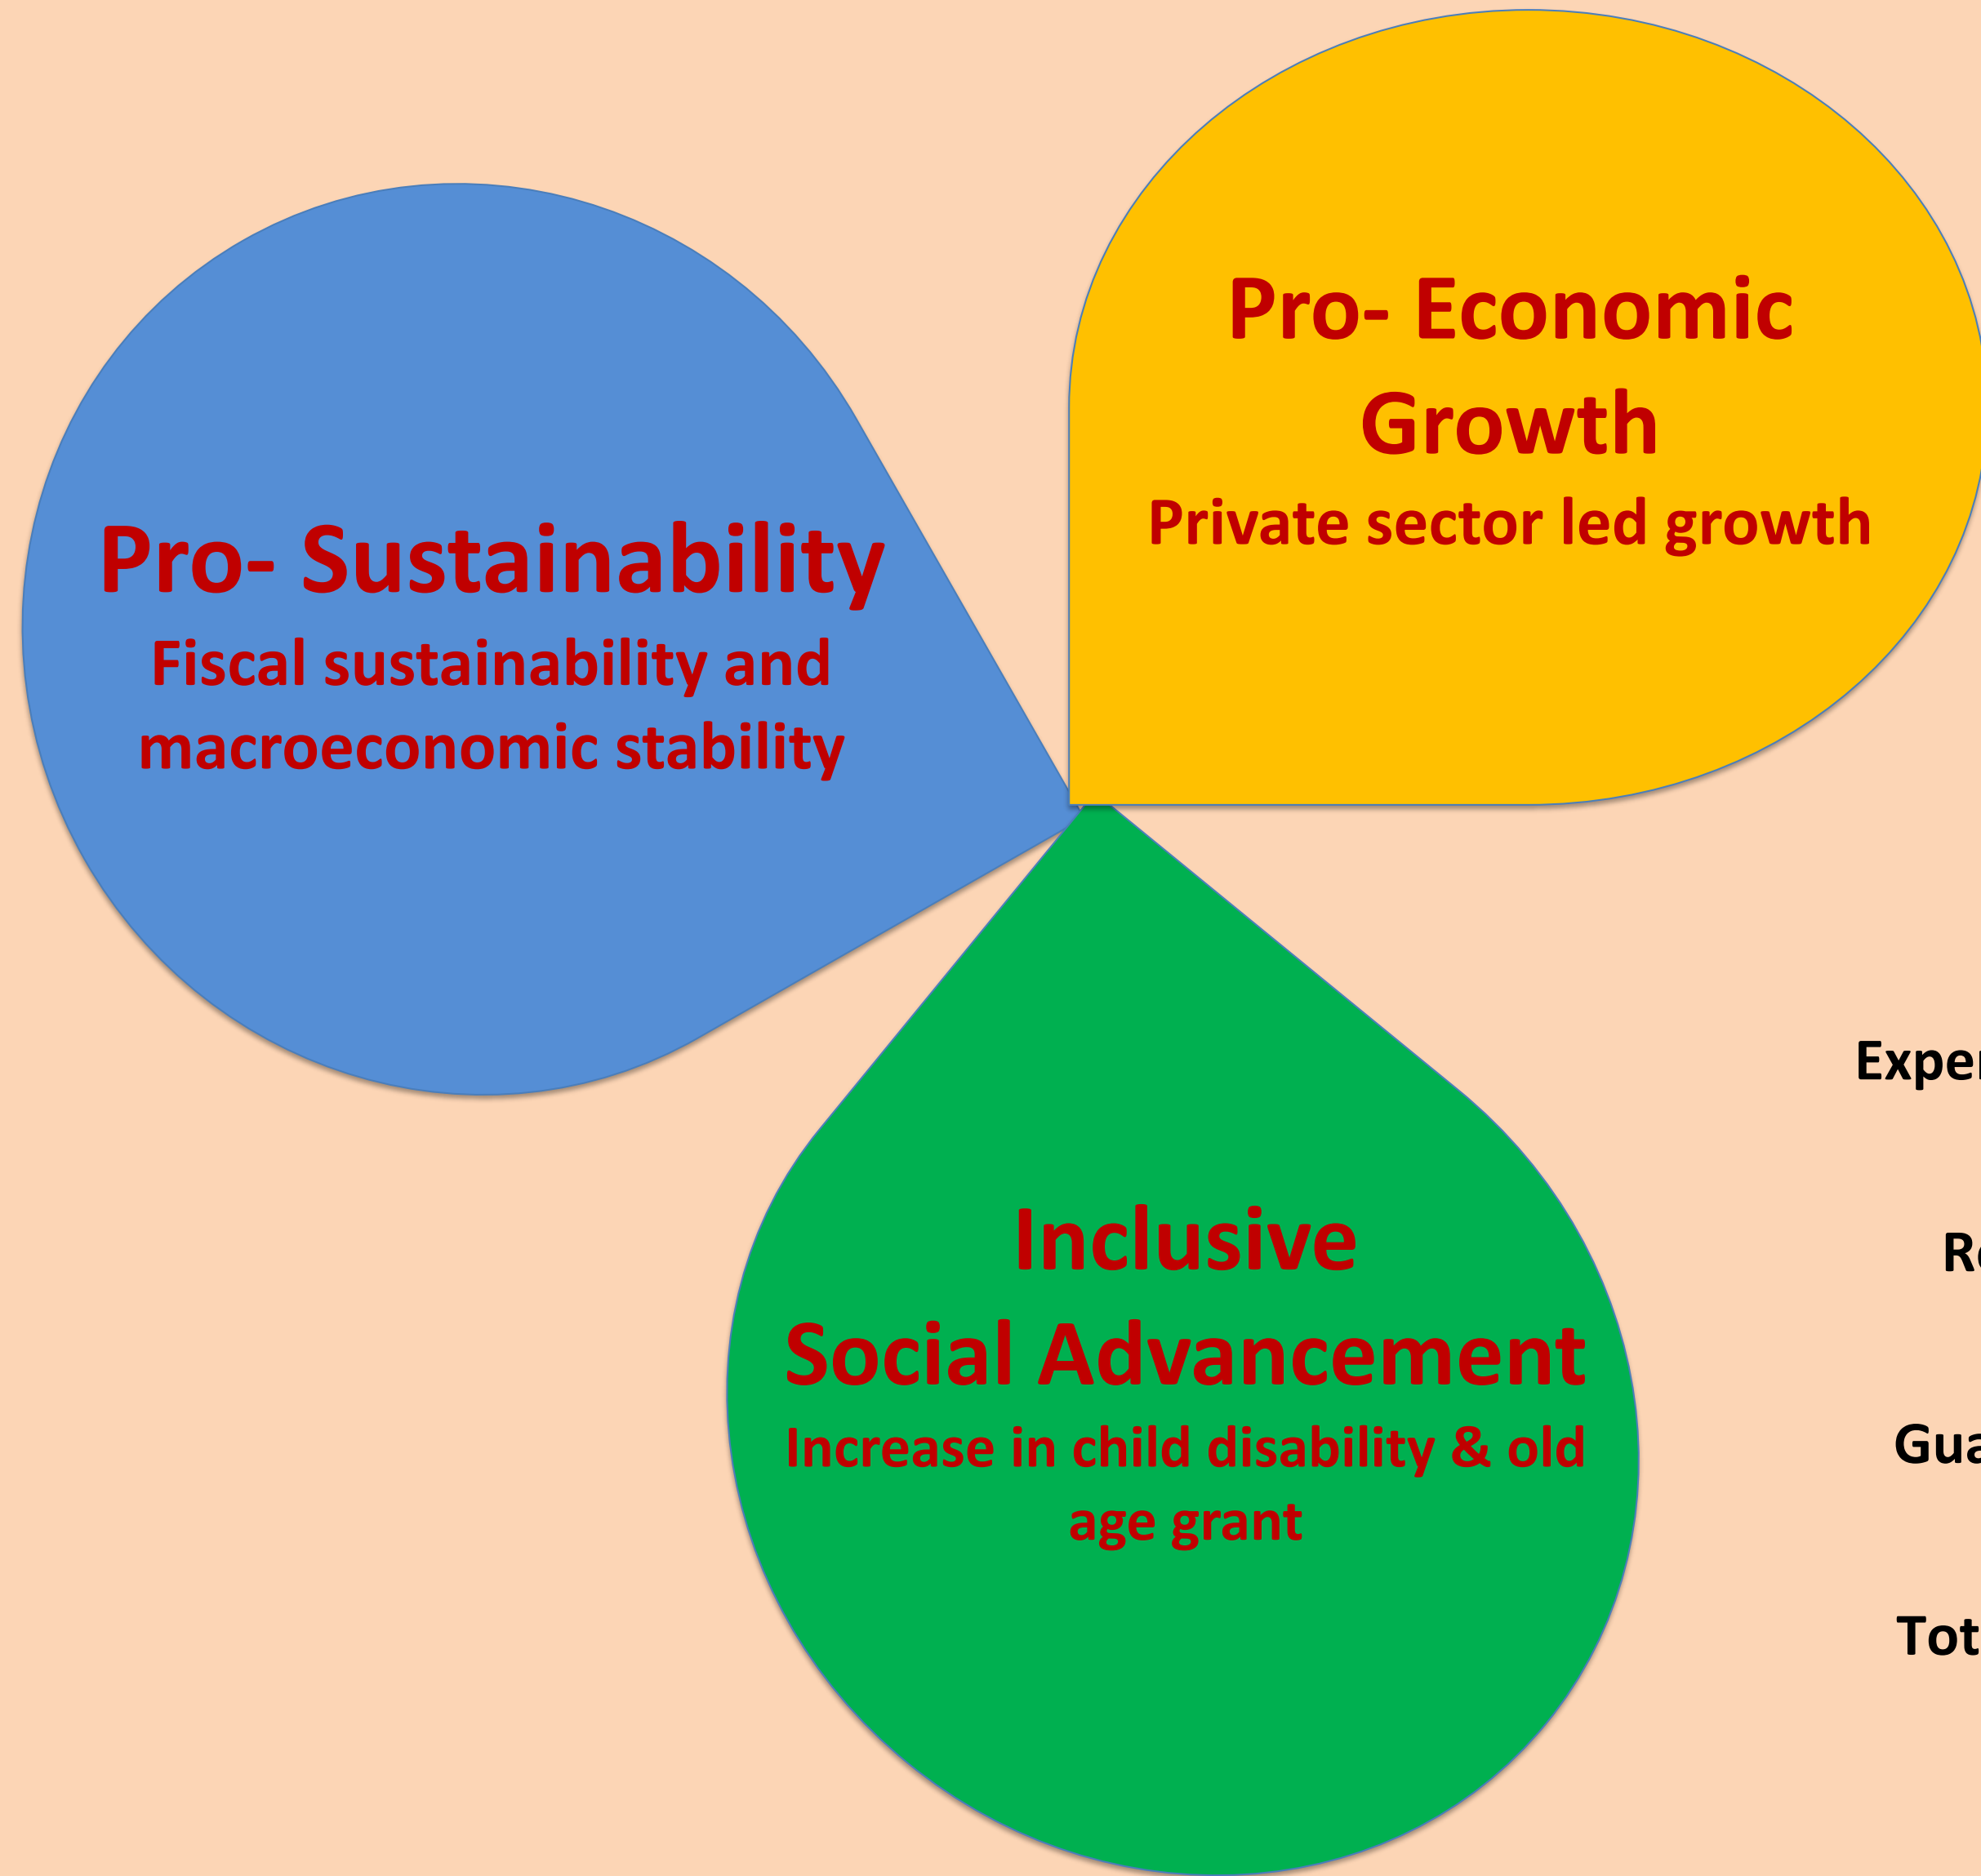 Pro- Economic
Growth
Private sector led growth
Pro- Sustainability
Fiscal sustainability and
macroeconomic stability
Inclusive
Social Advancement
Increase in child disability & old
age grant